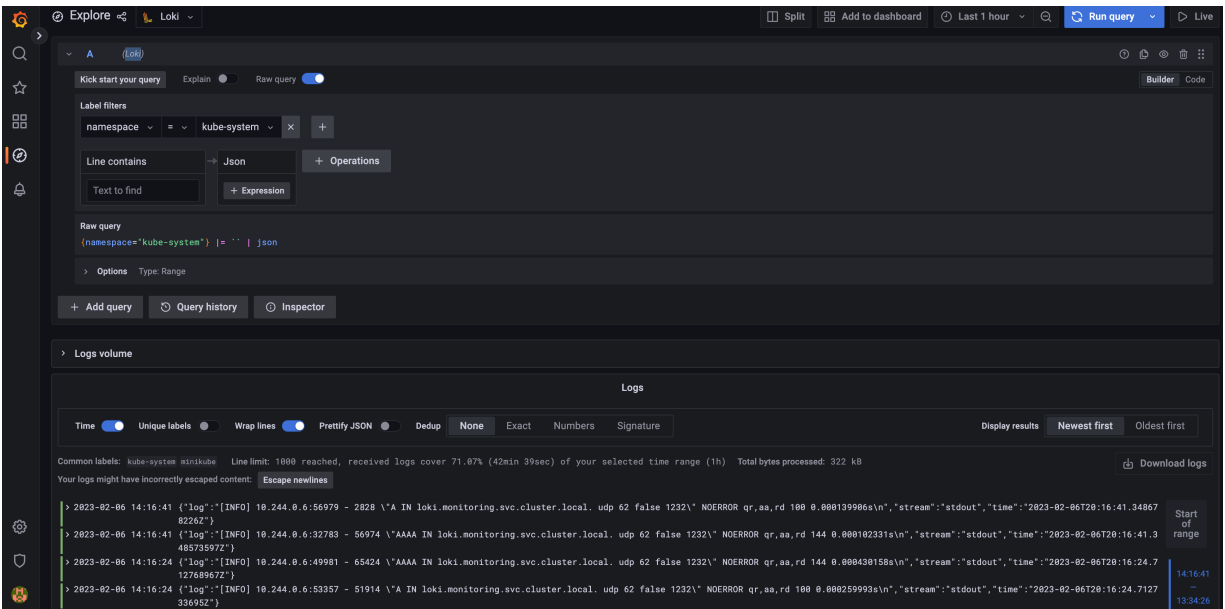 Explore Loki Split Add to dashboard Last 1 hour Run query Live
A (Loki)
Kick start your query Explain Raw query Builder Code
Label filters
namespace = kube-system × +
Line contains Json + Operations
Text to find + Expression
Raw query
{namespace="kube-system"} |= `` | json
> Options Type: Range
+ Add query Query history Inspector
> Logs volume
Logs
Time Unique labels Wrap lines Prettify JSON Dedup None Exact Numbers Signature Display results Newest first Oldest first
Common labels: kube-system minikube Line limit: 1000 reached, received logs cover 71.07% (42min 39sec) of your selected time range (1h) Total bytes processed: 322 kB Download logs
Your logs might have incorrectly escaped content: Escape newlines
> 2023-02-06 14:16:41 {"log":"[INFO] 10.244.0.6:56979 - 2828 \"A IN loki.monitoring.svc.cluster.local. udp 62 false 1232\" NOERROR qr,aa,rd 100 0.000139906s\n","stream":"stdout","time":"2023-02-06T20:16:41.34867
8226Z"}
> 2023-02-06 14:16:41 {"log":"[INFO] 10.244.0.6:32783 - 56974 \"AAAA IN loki.monitoring.svc.cluster.local. udp 62 false 1232\" NOERROR qr,aa,rd 144 0.000102331s\n","stream":"stdout","time":"2023-02-06T20:16:41.3
48573597Z"}
> 2023-02-06 14:16:24 {"log":"[INFO] 10.244.0.6:49981 - 65424 \"AAAA IN loki.monitoring.svc.cluster.local. udp 62 false 1232\" NOERROR qr,aa,rd 144 0.000430158s\n","stream":"stdout","time":"2023-02-06T20:16:24.7
12768967Z"}
> 2023-02-06 14:16:24 {"log":"[INFO] 10.244.0.6:53357 - 51914 \"A IN loki.monitoring.svc.cluster.local. udp 62 false 1232\" NOERROR qr,aa,rd 100 0.000259993s\n","stream":"stdout","time":"2023-02-06T20:16:24.7127
33695Z"}
Start
of
range
14:16:41
—
13:34:26